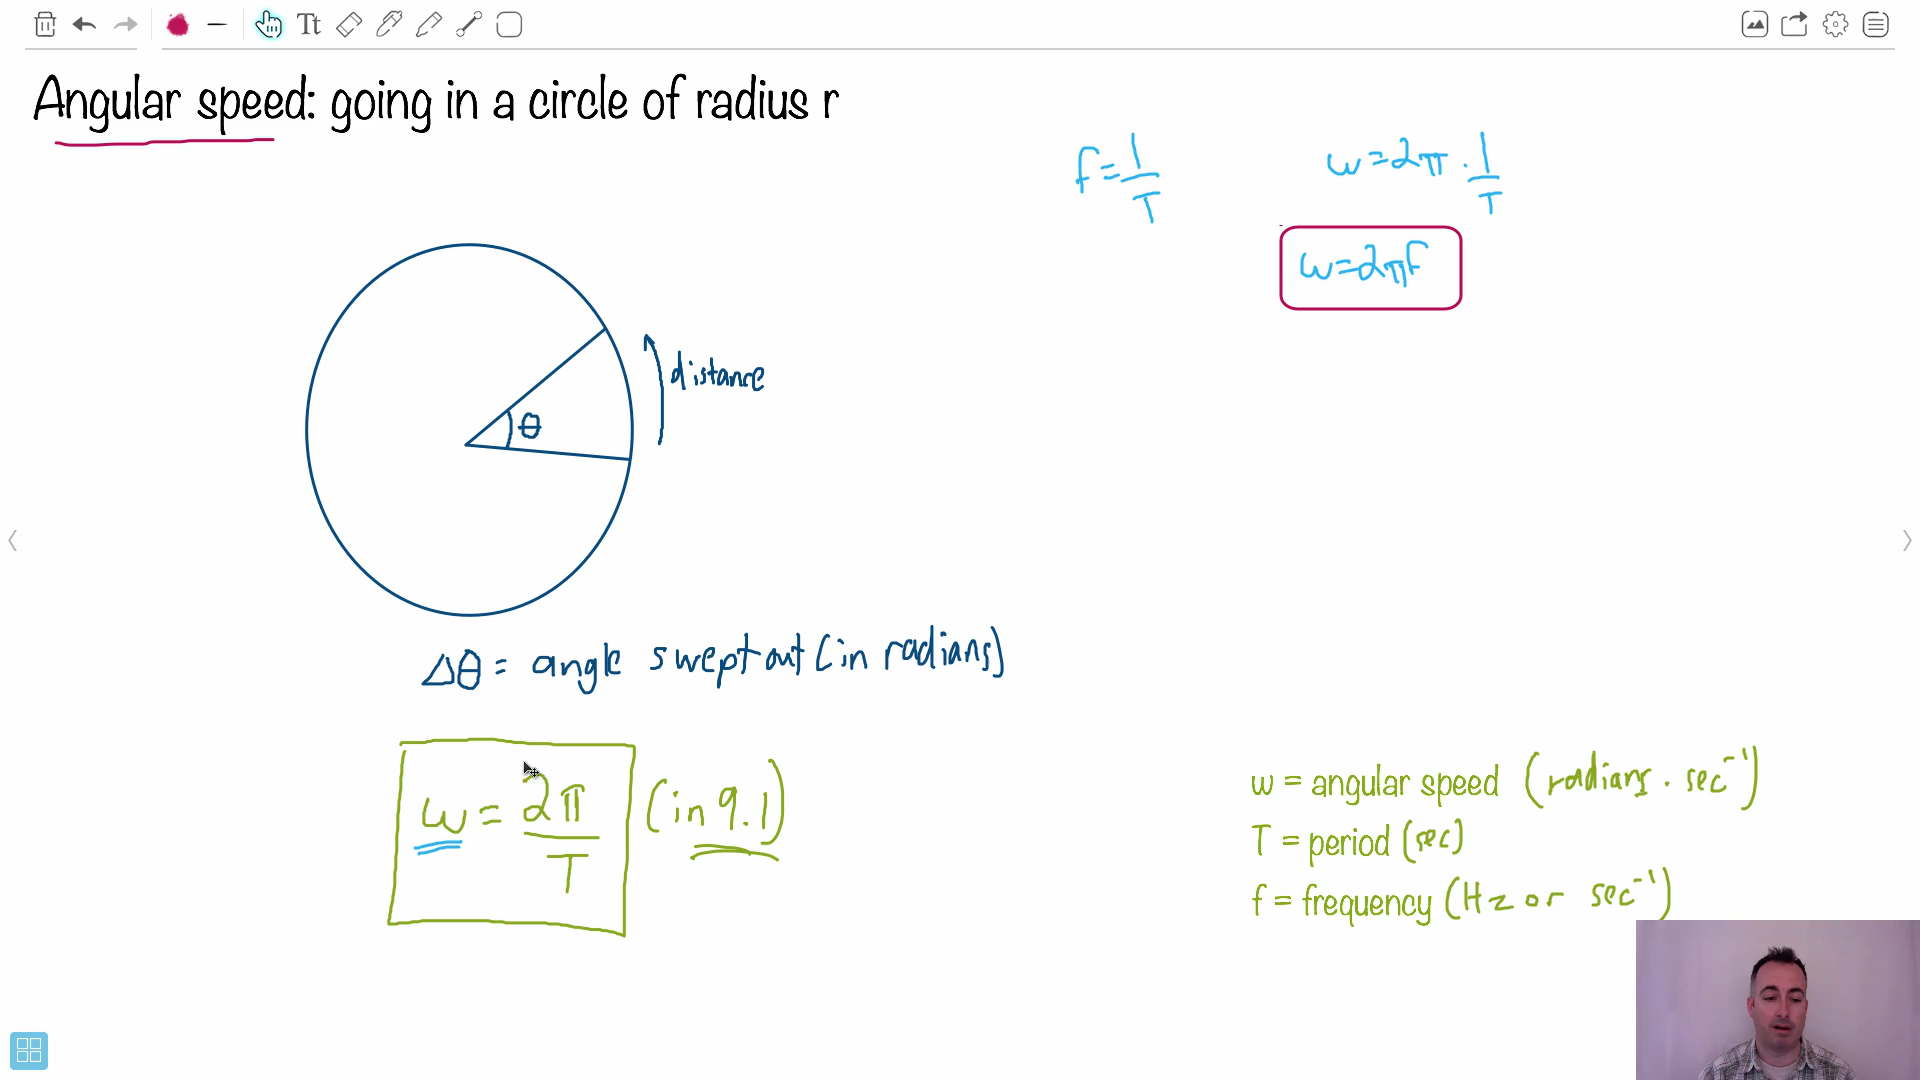 Tt
Angular speed: going in a circle of radius r
f = 1/T
w = 2π · 1/T
w = 2πf
distance
θ
Δθ = angle swept out (in radians)
w = 2π/T (in 9.1)
w = angular speed (radians · sec⁻¹)
T = period (sec)
f = frequency (Hz or sec⁻¹)